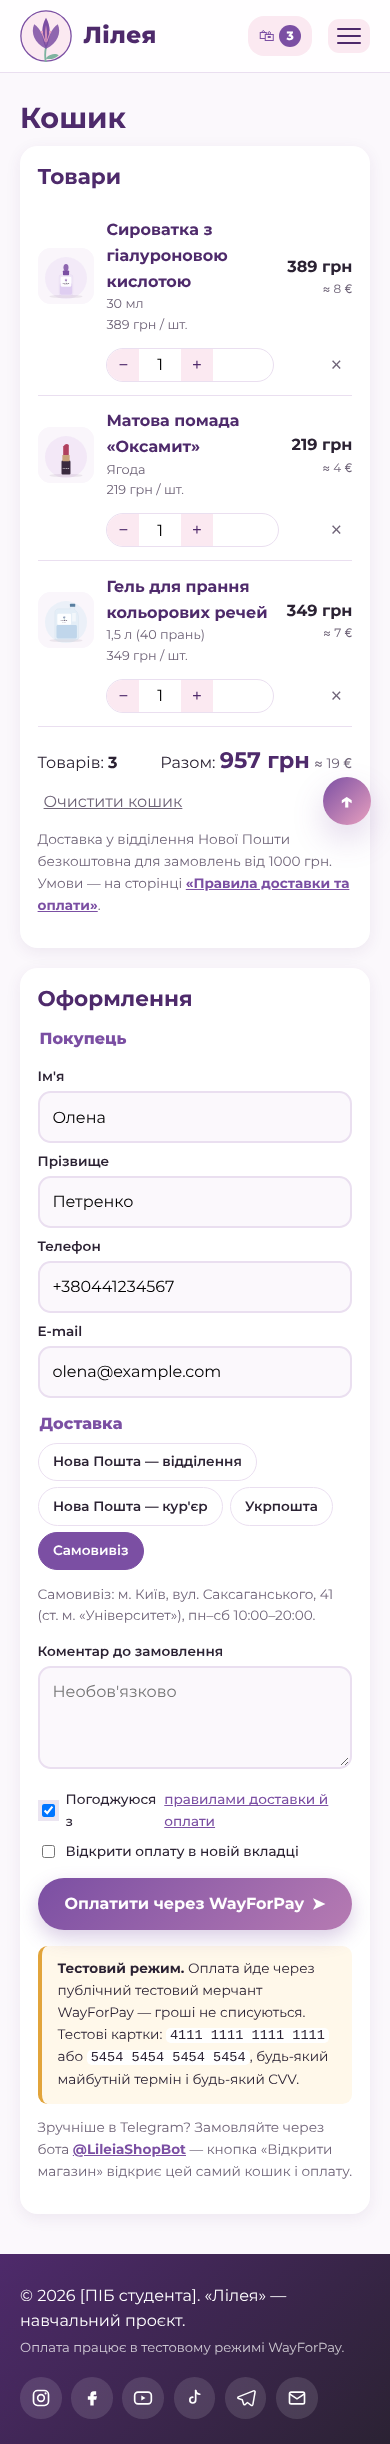 Лілея
3
Кошик
Товари
Сироватка з
гіалуроновою
кислотою
30 мл
389 грн / шт.
389 грн
≈ 8 €
− 1 + ×
Матова помада
«Оксамит»
Ягода
219 грн / шт.
219 грн
≈ 4 €
− 1 + ×
Гель для прання
кольорових речей
1,5 л (40 прань)
349 грн / шт.
349 грн
≈ 7 €
− 1 + ×
Товарів: 3 Разом: 957 грн ≈ 19 €
Очистити кошик
Доставка у відділення Нової Пошти
безкоштовна для замовлень від 1000 грн.
Умови — на сторінці «Правила доставки та
оплати».
Оформлення
Покупець
Ім'я
Олена
Прізвище
Петренко
Телефон
+380441234567
E-mail
olena@example.com
Доставка
Нова Пошта — відділення
Нова Пошта — кур'єр Укрпошта
Самовивіз
Самовивіз: м. Київ, вул. Саксаганського, 41
(ст. м. «Університет»), пн–сб 10:00–20:00.
Коментар до замовлення
Необов'язково
Погоджуюся з
правилами доставки й оплати
Відкрити оплату в новій вкладці
Оплатити через WayForPay ➤
Тестовий режим. Оплата йде через
публічний тестовий мерчант
WayForPay — гроші не списуються.
Тестові картки: 4111 1111 1111 1111
або 5454 5454 5454 5454 , будь-який
майбутній термін і будь-який CVV.
Зручніше в Telegram? Замовляйте через
бота @LileiaShopBot — кнопка «Відкрити
магазин» відкриє цей самий кошик і оплату.
© 2026 [ПІБ студента]. «Лілея» —
навчальний проєкт.
Оплата працює в тестовому режимі WayForPay.